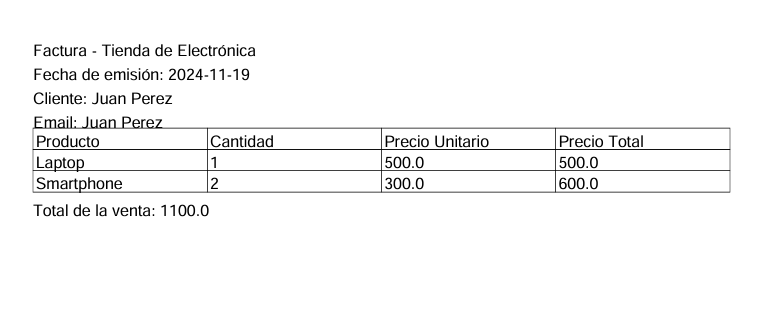 Factura - Tienda de Electrónica
Fecha de emisión: 2024-11-19
Cliente: Juan Perez
Email: Juan Perez
Producto Cantidad Precio Unitario Precio Total
Laptop 1 500.0 500.0
Smartphone 2 300.0 600.0
Total de la venta: 1100.0